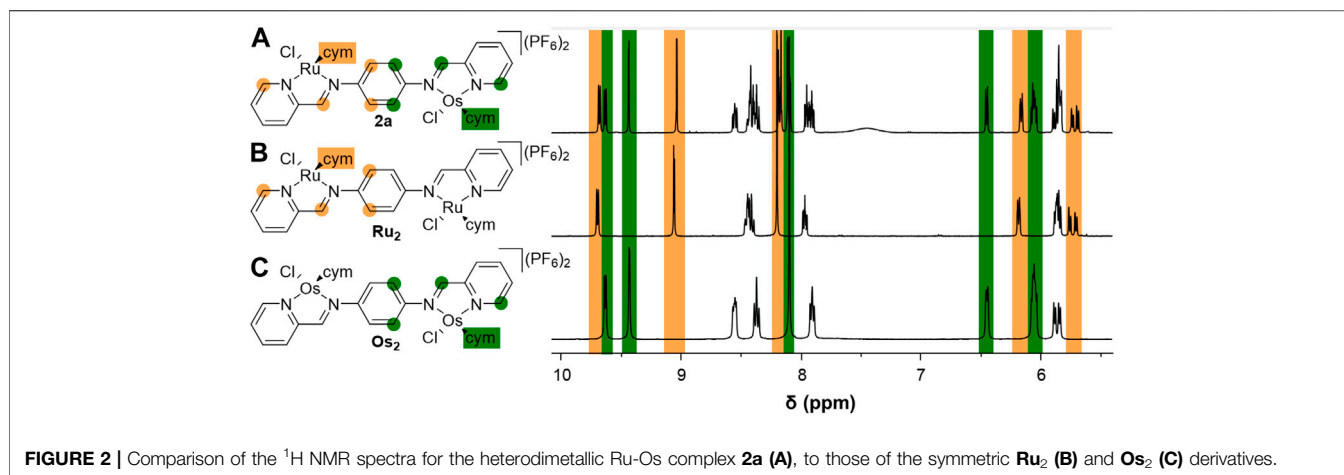 A
Cl
cym
Ru
N
N
N
N
Os
Cl
cym
2a
(PF6)2
B
Cl
cym
Ru
N
N
N
N
Ru
Cl
cym
Ru2
(PF6)2
C
Cl
cym
Os
N
N
N
N
Os
Cl
cym
Os2
(PF6)2
10 9 8 7 6
δ (ppm)
FIGURE 2 | Comparison of the 1H NMR spectra for the heterodimetallic Ru-Os complex 2a (A), to those of the symmetric Ru2 (B) and Os2 (C) derivatives.